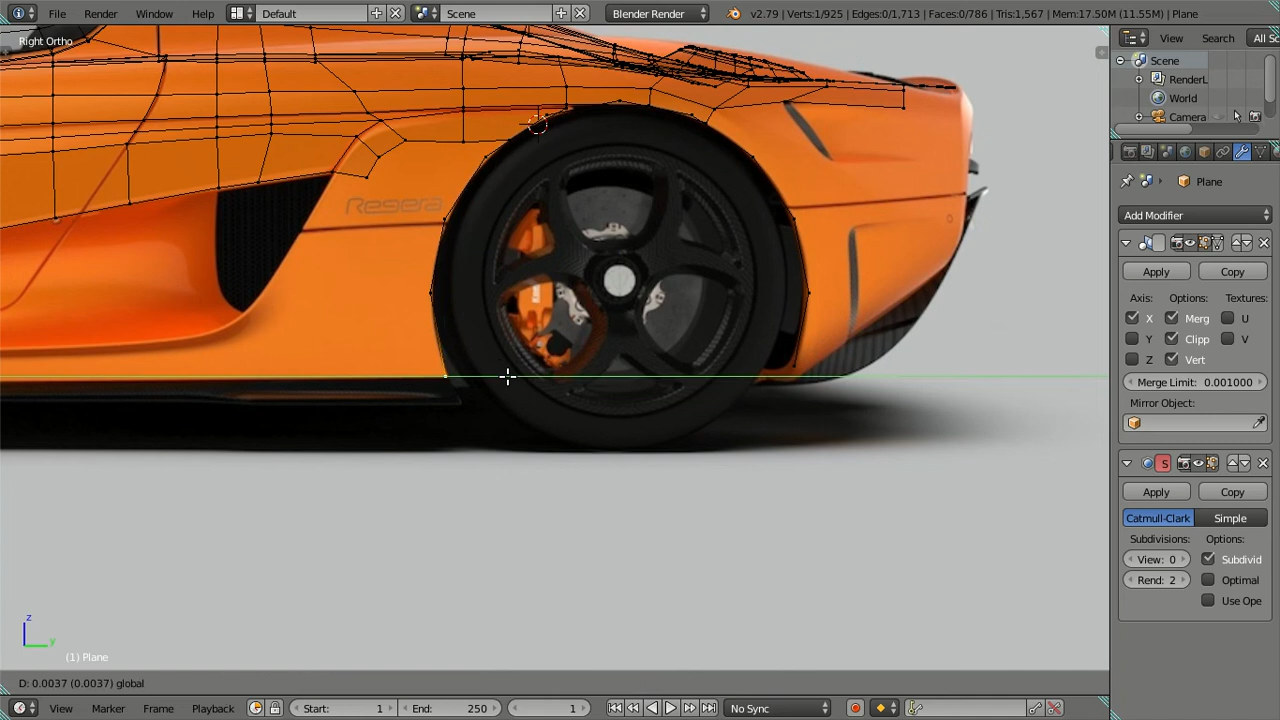 File Render Window Help Default Scene Blender Render v2.79 | Verts:1/925 | Edges:0/1,713 | Faces:0/786 | Tris:1,567 | Mem:17.50M (11.55M) | Plane
Right Ortho
View Search All Sc
Scene
RenderL
World
Camera
Plane
Add Modifier
Apply Copy
Axis: Options: Textures:
X Merg U
Y Clipp V
Z Vert
Merge Limit: 0.001000
Mirror Object:
S
Apply Copy
Catmull-Clark Simple
Subdivisions: Options:
View: 0 Subdivid
Rend: 2 Optimal
Use Ope
Regera
z
y
(1) Plane
D: 0.0037 (0.0037) global
View Marker Frame Playback Start: 1 End: 250 1 No Sync